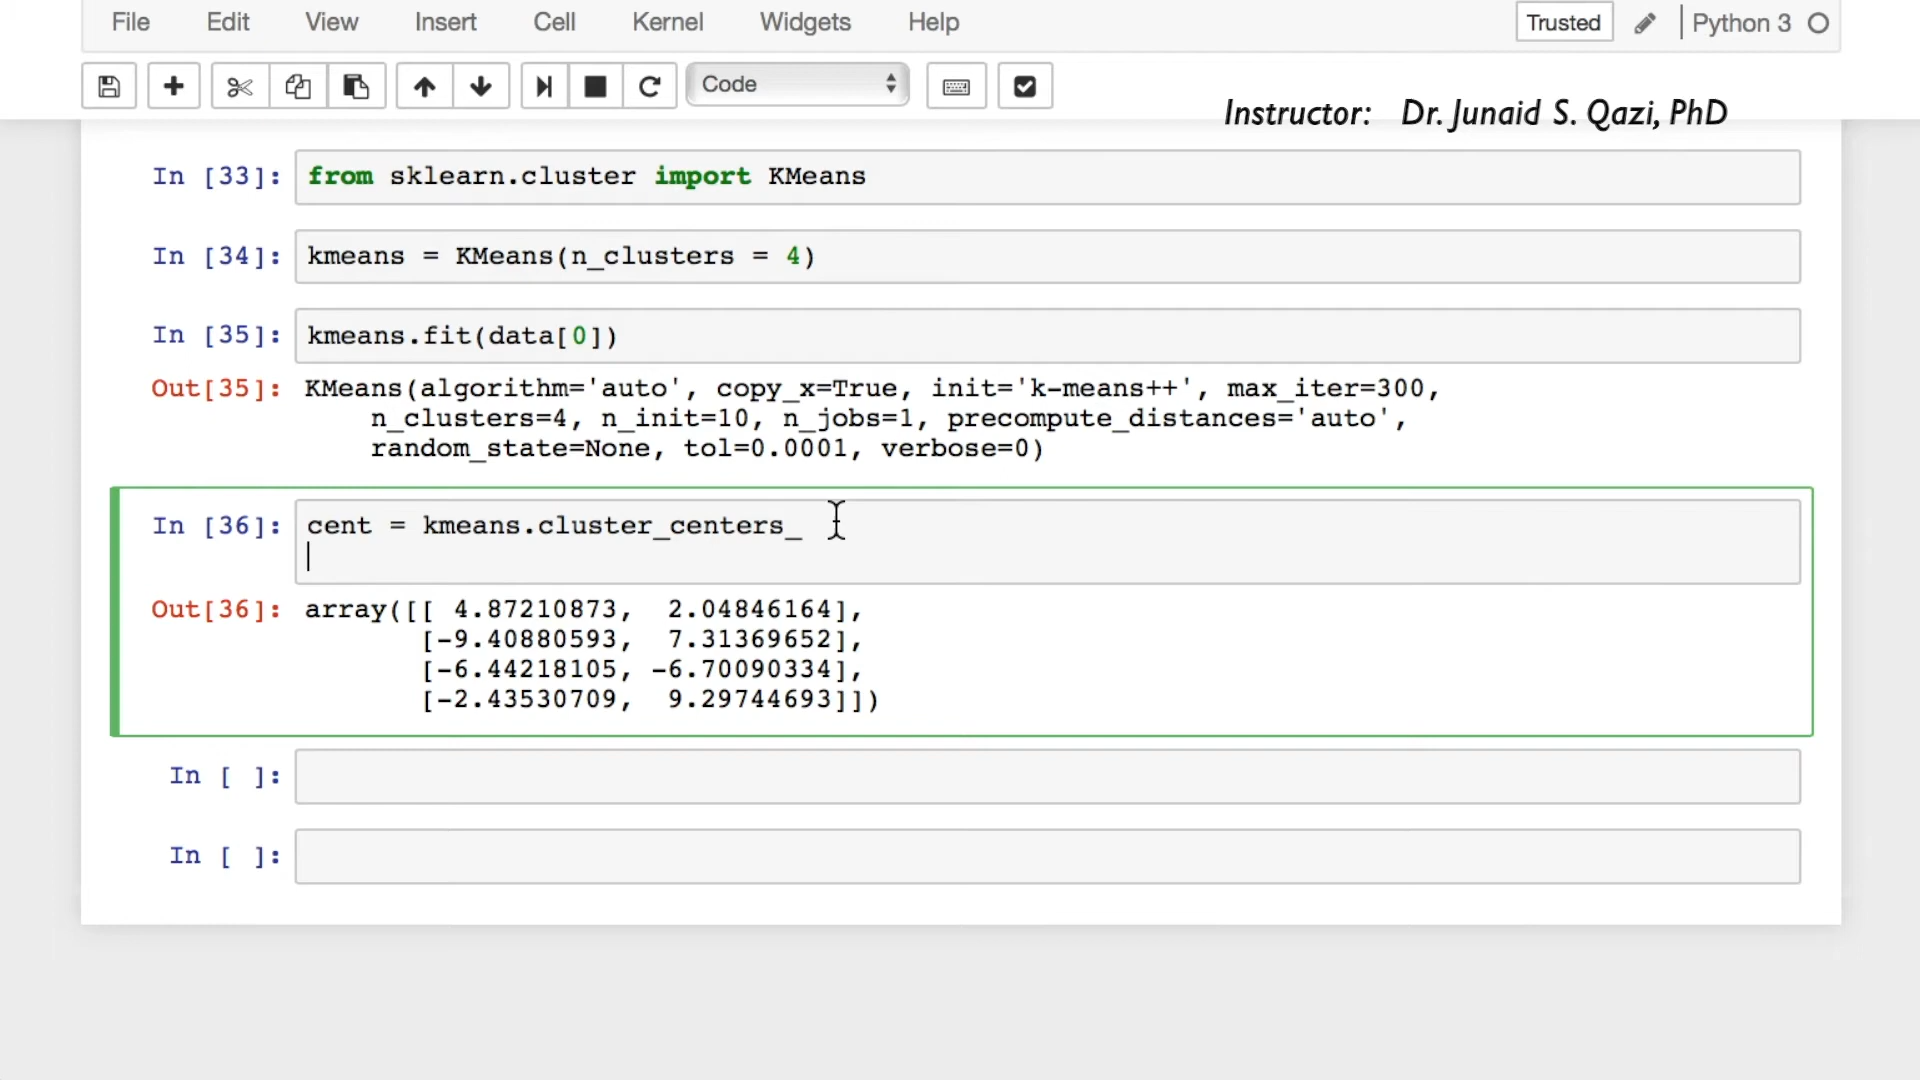 File Edit View Insert Cell Kernel Widgets Help Trusted Python 3
Code
Instructor: Dr. Junaid S. Qazi, PhD
In [33]: from sklearn.cluster import KMeans
In [34]: kmeans = KMeans(n_clusters = 4)
In [35]: kmeans.fit(data[0])
Out[35]: KMeans(algorithm='auto', copy_x=True, init='k-means++', max_iter=300,
n_clusters=4, n_init=10, n_jobs=1, precompute_distances='auto',
random_state=None, tol=0.0001, verbose=0)
In [36]: cent = kmeans.cluster_centers_
Out[36]: array([[ 4.87210873, 2.04846164],
[-9.40880593, 7.31369652],
[-6.44218105, -6.70090334],
[-2.43530709, 9.29744693]])
In [ ]:
In [ ]: